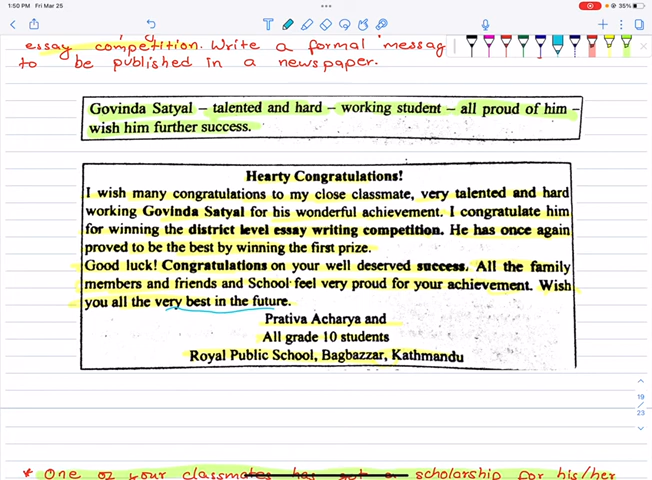 1:50 PM Fri Mar 25
35%
essay competition. Write a formal messag
to be published in a newspaper.
Govinda Satyal – talented and hard – working student – all proud of him –
wish him further success.
Hearty Congratulations!
I wish many congratulations to my close classmate, very talented and hard
working Govinda Satyal for his wonderful achievement. I congratulate him
for winning the district level essay writing competition. He has once again
proved to be the best by winning the first prize.
Good luck! Congratulations on your well deserved success. All the family
members and friends and School feel very proud for your achievement. Wish
you all the very best in the future.
Prativa Acharya and
All grade 10 students
Royal Public School, Bagbazzar, Kathmandu
19
/
23
* One of your classmates has got a scholarship for his/her